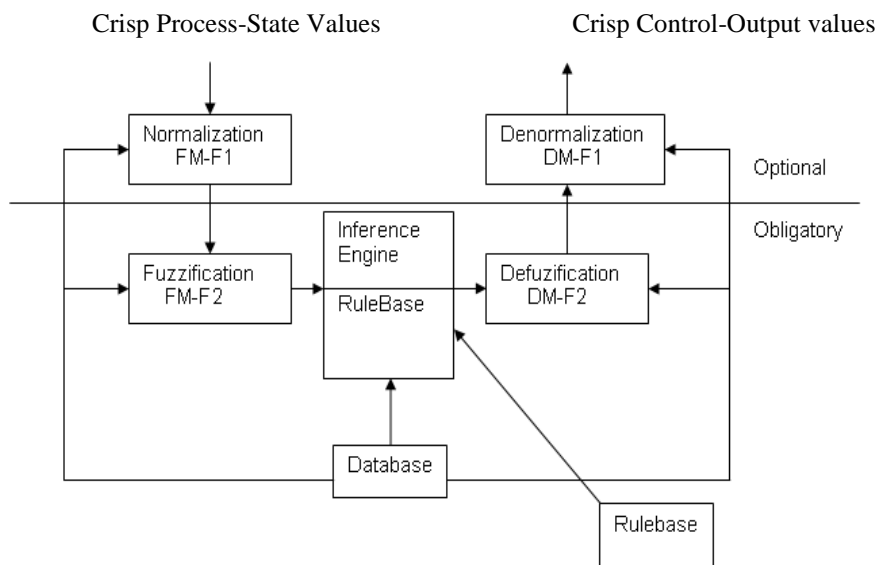 Crisp Process-State Values
Crisp Control-Output values
Normalization
FM-F1
Denormalization
DM-F1
Optional
Obligatory
Inference
Engine
Fuzzification
FM-F2
RuleBase
Defuzification
DM-F2
Database
Rulebase